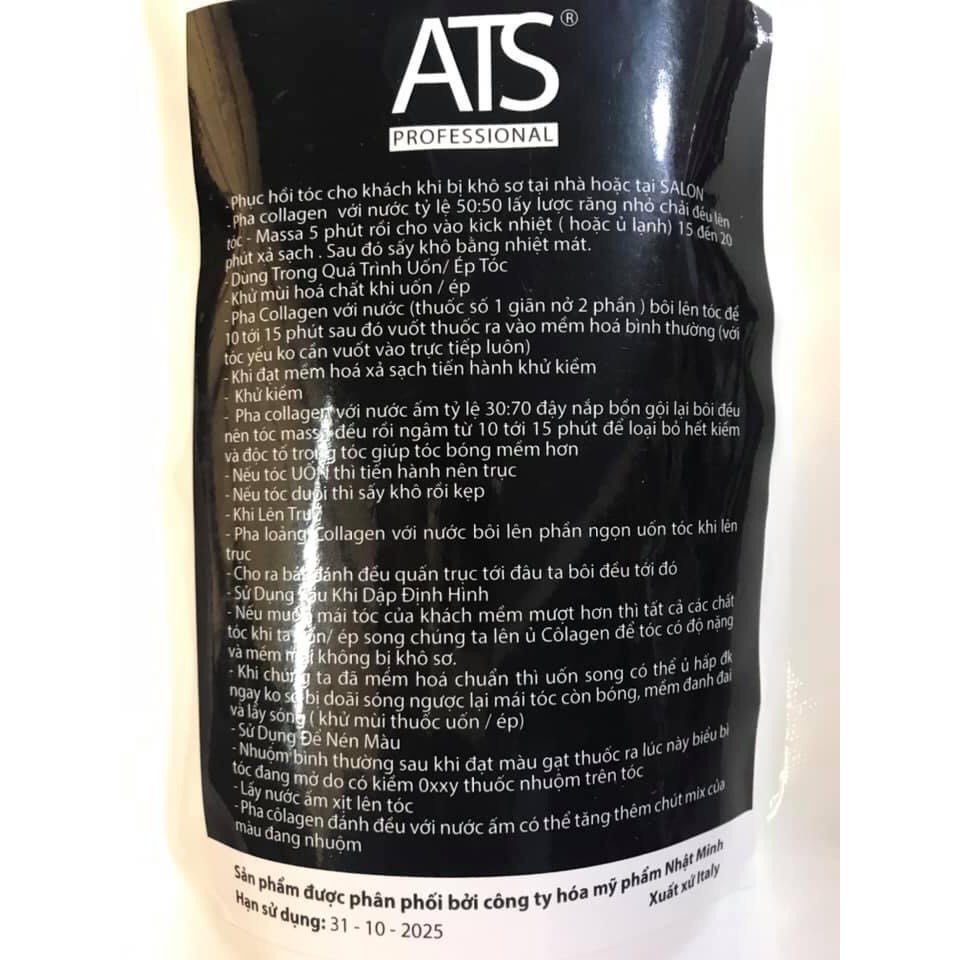 ATS®
PROFESSIONAL
-Phục hồi tóc cho khách khi bị khô sơ tại nhà hoặc tại SALON
-Pha collagen với nước tỷ lệ 50:50 lấy lược răng nhỏ chải đều lên
tóc - Massa 5 phút rồi cho vào kick nhiệt ( hoặc ủ lạnh) 15 đến 20
phút xả sạch . Sau đó sấy khô bằng nhiệt mát.
-Dùng Trong Quá Trình Uốn/ Ép Tóc
-Khử mùi hoá chất khi uốn / ép
-Pha Collagen với nước (thuốc số 1 giãn nở 2 phần ) bôi lên tóc để
10 tới 15 phút sau đó vuốt thuốc ra vào mềm hoá bình thường (với
tóc yếu ko cần vuốt vào trực tiếp luôn)
-Khi đạt mềm hoá xả sạch tiến hành khử kiềm
- Khử kiềm
- Pha collagen với nước ấm tỷ lệ 30:70 đậy nắp bồn gội lại bôi đều
nên tóc massa đều rồi ngâm từ 10 tới 15 phút để loại bỏ hết kiềm
và độc tố trong tóc giúp tóc bóng mềm hơn
-Nếu tóc UỐN thì tiến hành nên trục
-Nếu tóc duỗi thì sấy khô rồi kẹp
-Khi Lên Trục
-Pha loảng Collagen với nước bôi lên phần ngọn uốn tóc khi lên
trục
-Cho ra bát đánh đều quấn trục tới đâu ta bôi đều tới đó
-Sử Dụng Sau Khi Dập Định Hình
-Nếu muốn mái tóc của khách mềm mượt hơn thì tất cả các chất
tóc khi ta uốn/ ép song chúng ta lên ủ Côlagen để tóc có độ nặng
và mềm mại không bị khô sơ.
-Khi chúng ta đã mềm hoá chuẩn thì uốn song có thể ủ hấp đk
ngay ko sợ bị doãi sóng ngược lại mái tóc còn bóng, mềm đanh đai
và lấy sóng ( khử mùi thuốc uốn / ép)
-Sử Dụng Để Nén Màu
-Nhuộm bình thường sau khi đạt màu gạt thuốc ra lúc này biểu bì
tóc đang mở do có kiềm 0xxy thuốc nhuộm trên tóc
-Lấy nước ấm xịt lên tóc
-Pha côlagen đánh đều với nước ấm có thể tăng thêm chút mix của
màu đang nhuộm
Sản phẩm được phân phối bởi công ty hóa mỹ phẩm Nhật Minh
Xuất xứ Italy
Hạn sử dụng: 31 - 10 - 2025